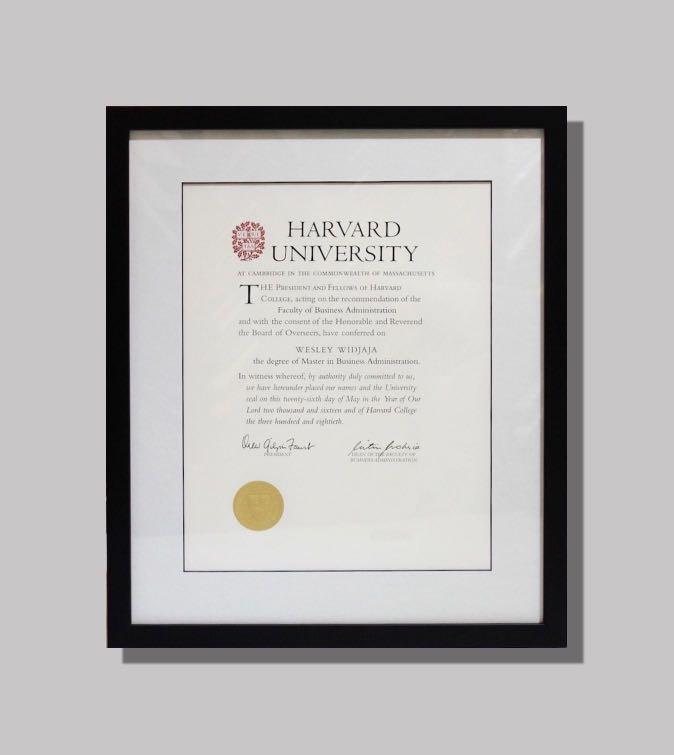 HARVARD
UNIVERSITY
AT CAMBRIDGE IN THE COMMONWEALTH OF MASSACHUSETTS
THE PRESIDENT AND FELLOWS OF HARVARD
COLLEGE, acting on the recommendation of the
Faculty of Business Administration
and with the consent of the Honorable and Reverend
the Board of Overseers, have conferred on
WESLEY WIDJAJA
the degree of Master in Business Administration.
In witness whereof, by authority duly committed to us,
we have hereunder placed our names and the University
seal on this twenty-sixth day of May in the Year of Our
Lord two thousand and sixteen and of Harvard College
the three hundred and eightieth.
Drew Gilpin Faust
PRESIDENT
DEAN OF THE FACULTY OF
BUSINESS ADMINISTRATION